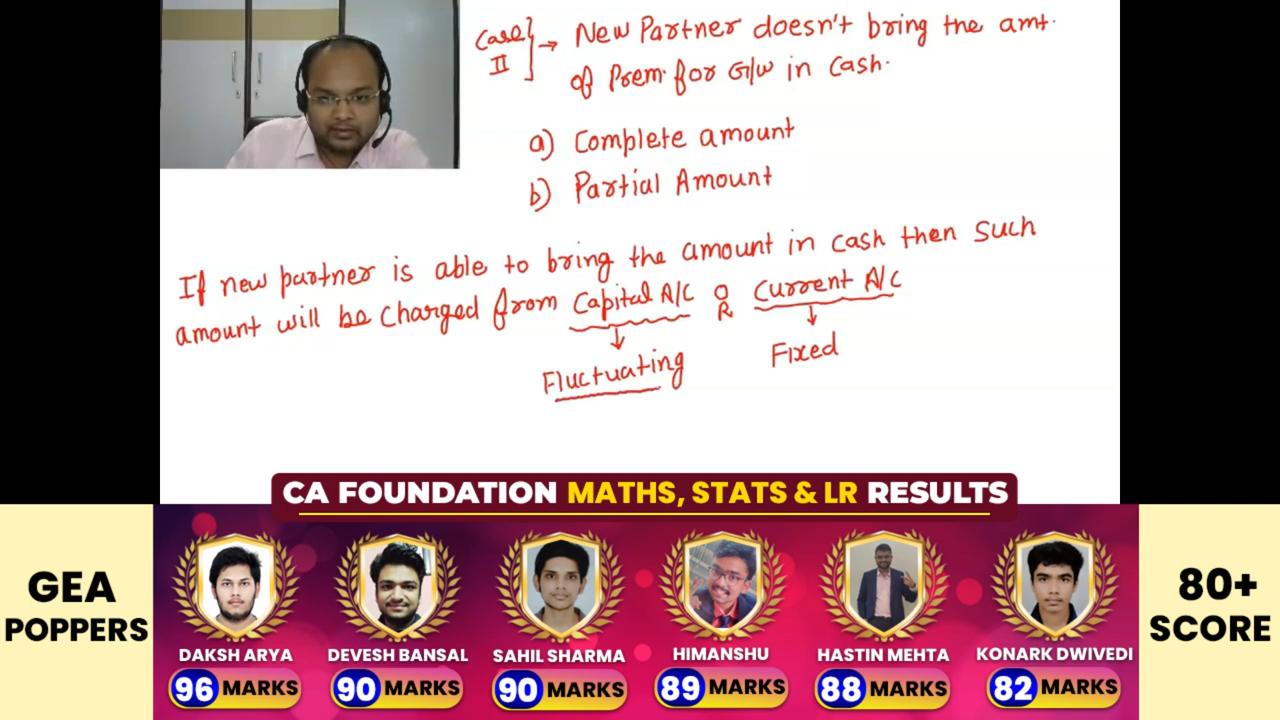 Case II → New Partner doesn't bring the amt.
of Prem. for G/W in cash.
a) Complete amount
b) Partial Amount
If new partner is able to bring the amount in cash then such
amount will be charged from Capital A/C OR Current A/C
Fluctuating
Fixed
CA FOUNDATION MATHS, STATS & LR RESULTS
GEA
POPPERS
80+
SCORE
DAKSH ARYA
96 MARKS
DEVESH BANSAL
90 MARKS
SAHIL SHARMA
90 MARKS
HIMANSHU
89 MARKS
HASTIN MEHTA
88 MARKS
KONARK DWIVEDI
82 MARKS